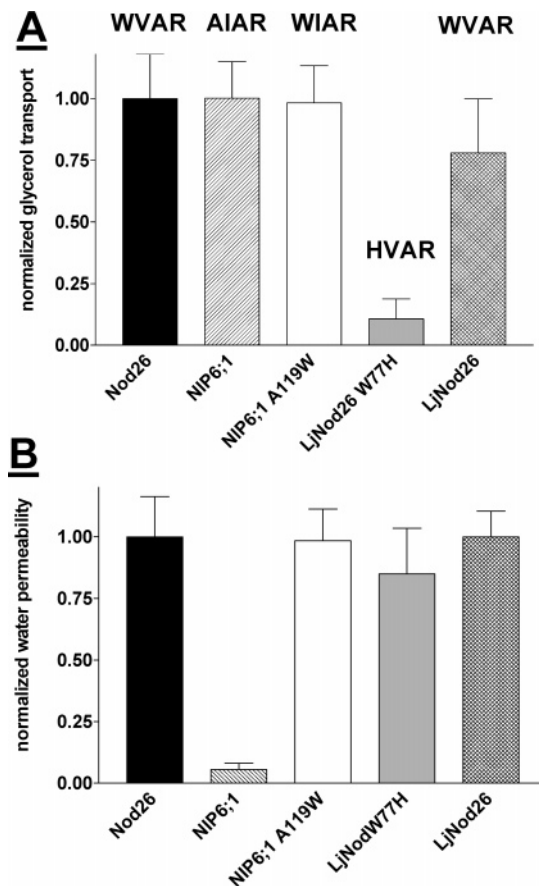 A
WVAR AIAR WIAR WVAR
HVAR
normalized glycerol transport
1.00
0.75
0.50
0.25
0.00
Nod26
NIP6;1
NIP6;1 A119W
LjNod26 W77H
LjNod26
B
normalized water permeability
1.00
0.75
0.50
0.25
0.00
Nod26
NIP6;1
NIP6;1 A119W
LjNodW77H
LjNod26